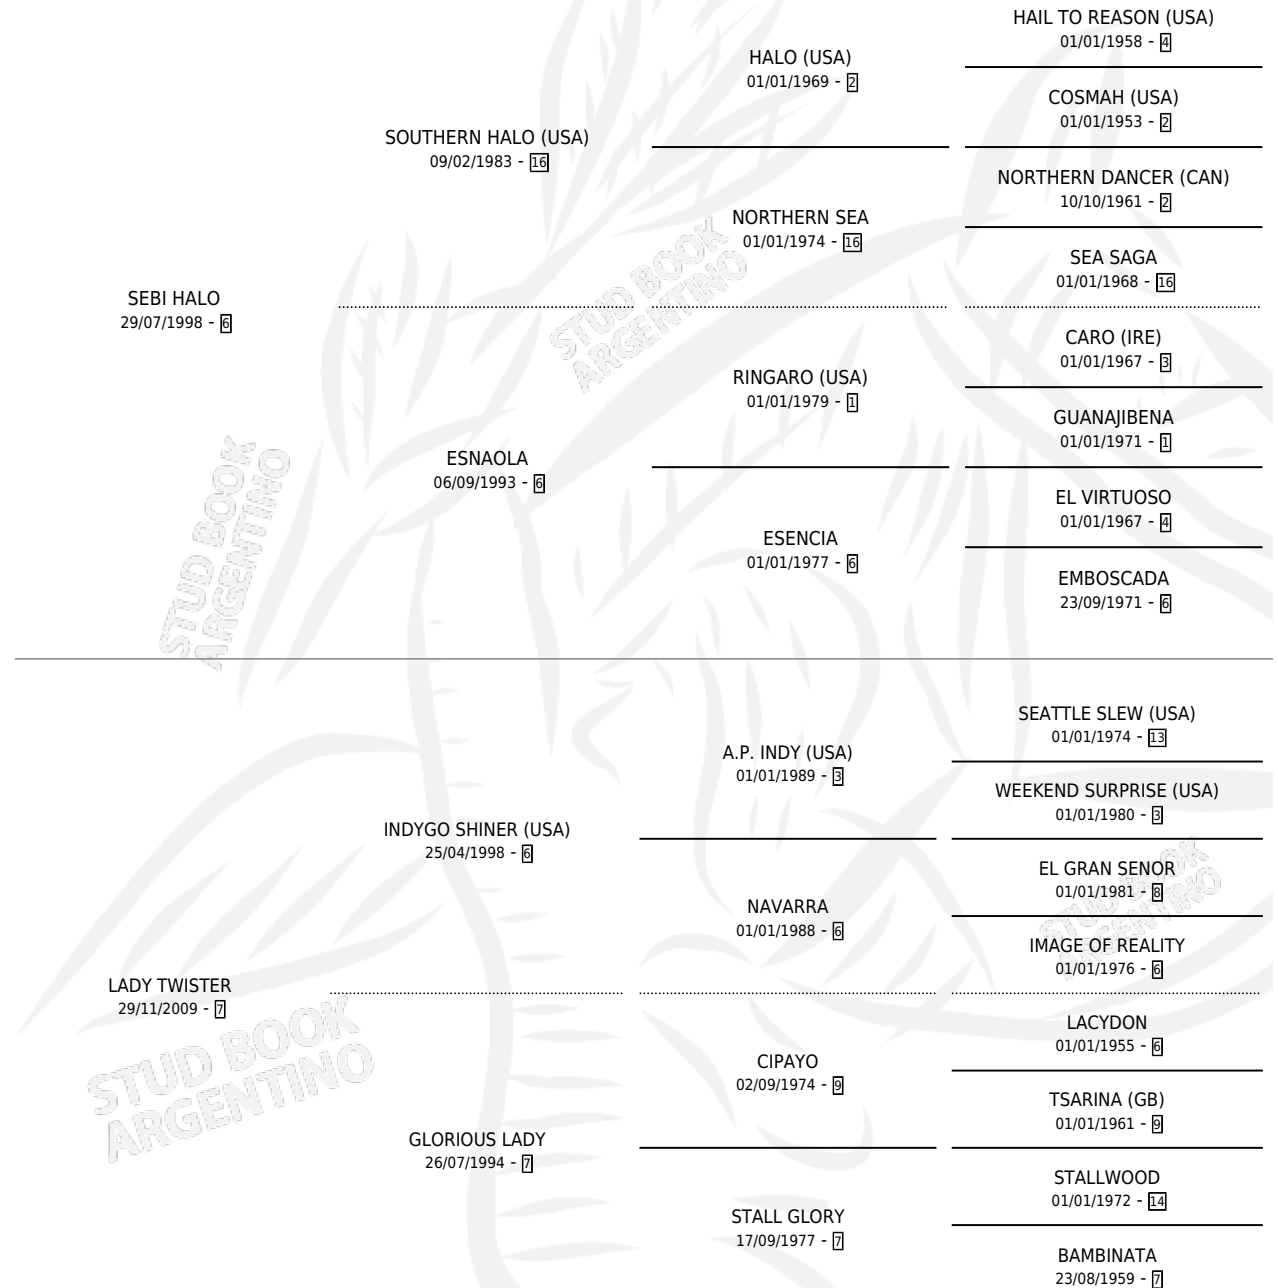 HAIL TO REASON (USA)
01/01/1958 - 4
HALO (USA)
01/01/1969 - 2
COSMAH (USA)
01/01/1953 - 2
SOUTHERN HALO (USA)
09/02/1983 - 16
NORTHERN DANCER (CAN)
10/10/1961 - 2
NORTHERN SEA
01/01/1974 - 16
SEA SAGA
01/01/1968 - 16
SEBI HALO
29/07/1998 - 6
STUD BOOK
ARGENTINO
CARO (IRE)
01/01/1967 - 3
RINGARO (USA)
01/01/1979 - 1
GUANAJIBENA
01/01/1971 - 1
ESNAOLA
06/09/1993 - 6
EL VIRTUOSO
01/01/1967 - 4
ESENCIA
01/01/1977 - 6
EMBOSCADA
23/09/1971 - 6
STUD BOOK
ARGENTINO
SEATTLE SLEW (USA)
01/01/1974 - 13
A.P. INDY (USA)
01/01/1989 - 3
WEEKEND SURPRISE (USA)
01/01/1980 - 3
INDYGO SHINER (USA)
25/04/1998 - 6
EL GRAN SENOR
01/01/1981 - 8
NAVARRA
01/01/1988 - 6
IMAGE OF REALITY
01/01/1976 - 6
STUD BOOK
ARGENTINO
LADY TWISTER
29/11/2009 - 7
LACYDON
01/01/1955 - 6
CIPAYO
02/09/1974 - 9
TSARINA (GB)
01/01/1961 - 9
STUD BOOK
ARGENTINO
GLORIOUS LADY
26/07/1994 - 7
STALLWOOD
01/01/1972 - 14
STALL GLORY
17/09/1977 - 7
BAMBINATA
23/08/1959 - 7